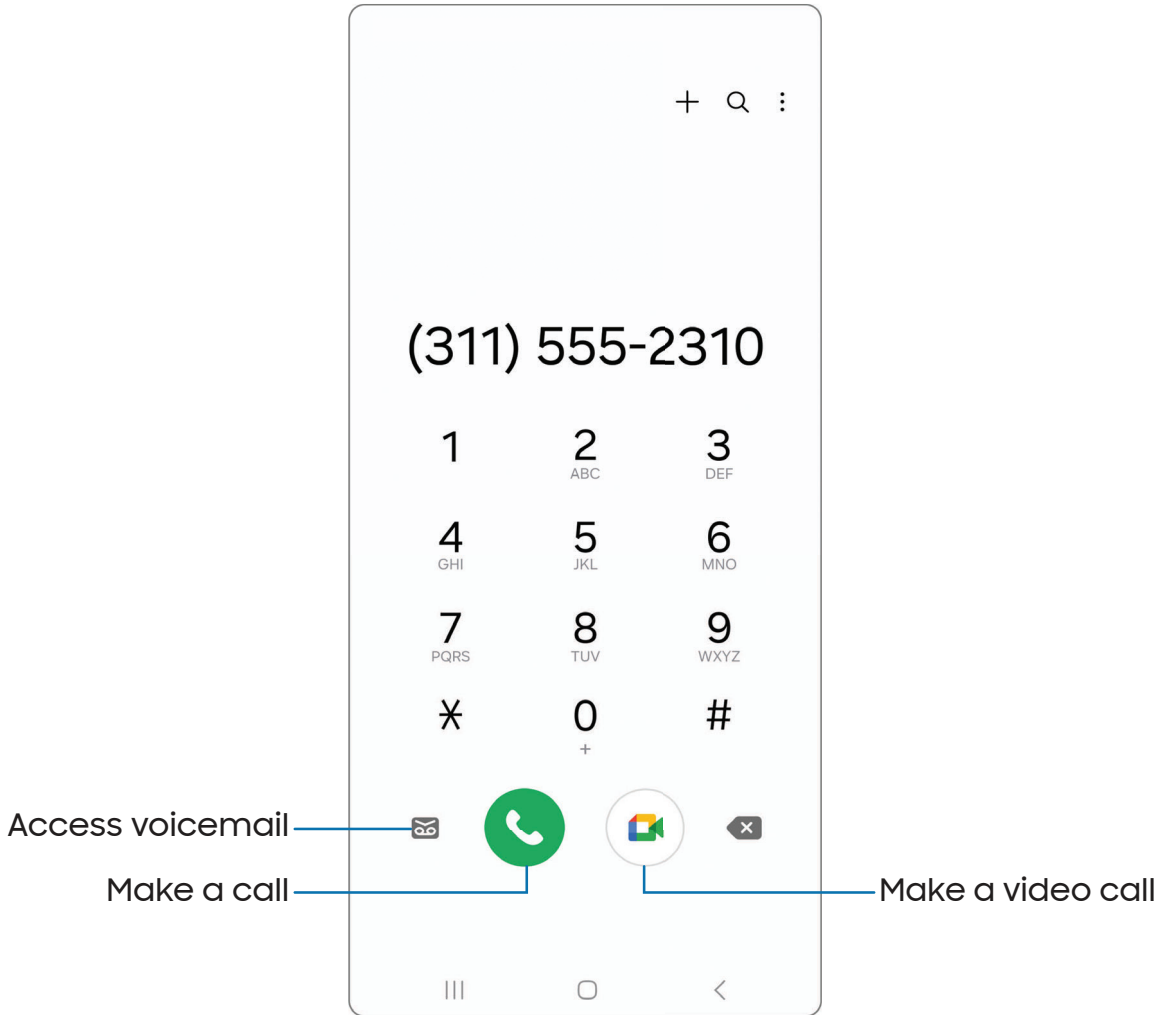 (311) 555-2310
1 2 3
ABC DEF
4 5 6
GHI JKL MNO
7 8 9
PQRS TUV WXYZ
* 0 #
+
Access voicemail
Make a call
Make a video call